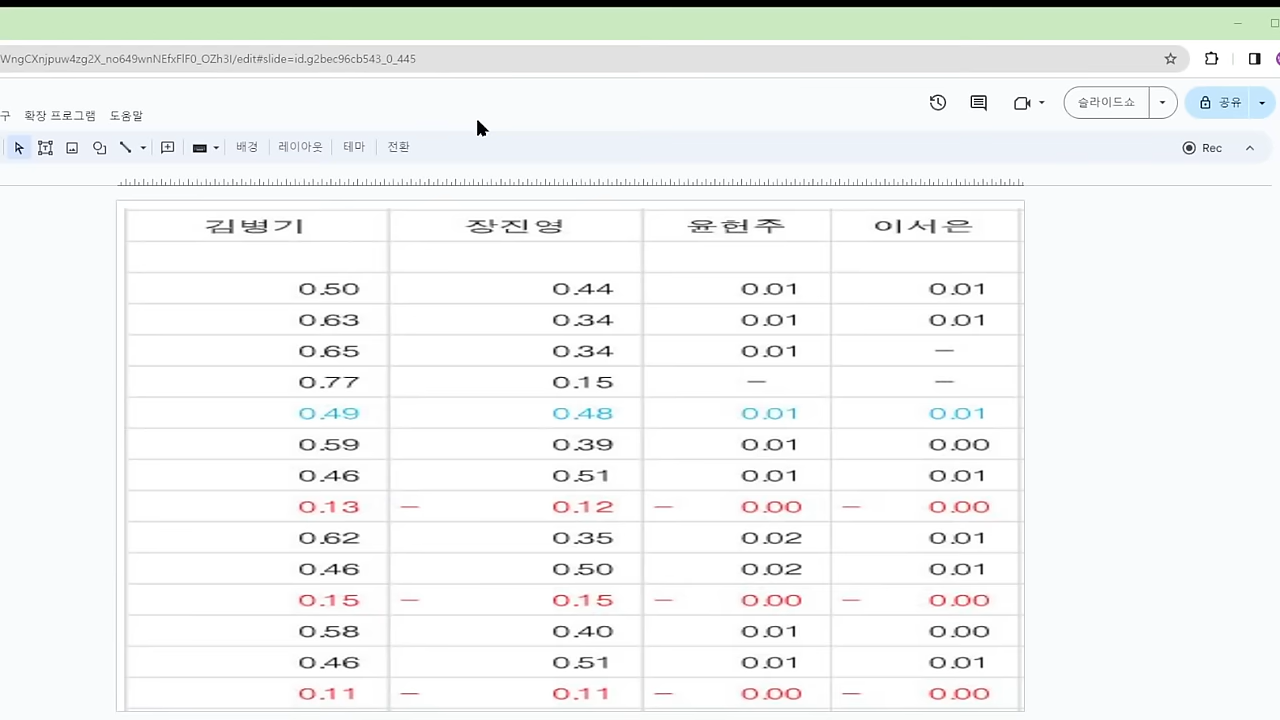 WngCXnjpuw4zg2X_no649wnNEfxFlF0_OZh3I/edit#slide=id.g2bec96cb543_0_445
구 확장 프로그램 도움말
슬라이드쇼
공유
배경 레이아웃 테마 전환
Rec
김병기 장진영 윤헌주 이서은
0.50 0.44 0.01 0.01
0.63 0.34 0.01 0.01
0.65 0.34 0.01 –
0.77 0.15 – –
0.49 0.48 0.01 0.01
0.59 0.39 0.01 0.00
0.46 0.51 0.01 0.01
0.13 – 0.12 – 0.00 – 0.00
0.62 0.35 0.02 0.01
0.46 0.50 0.02 0.01
0.15 – 0.15 – 0.00 – 0.00
0.58 0.40 0.01 0.00
0.46 0.51 0.01 0.01
0.11 – 0.11 – 0.00 – 0.00